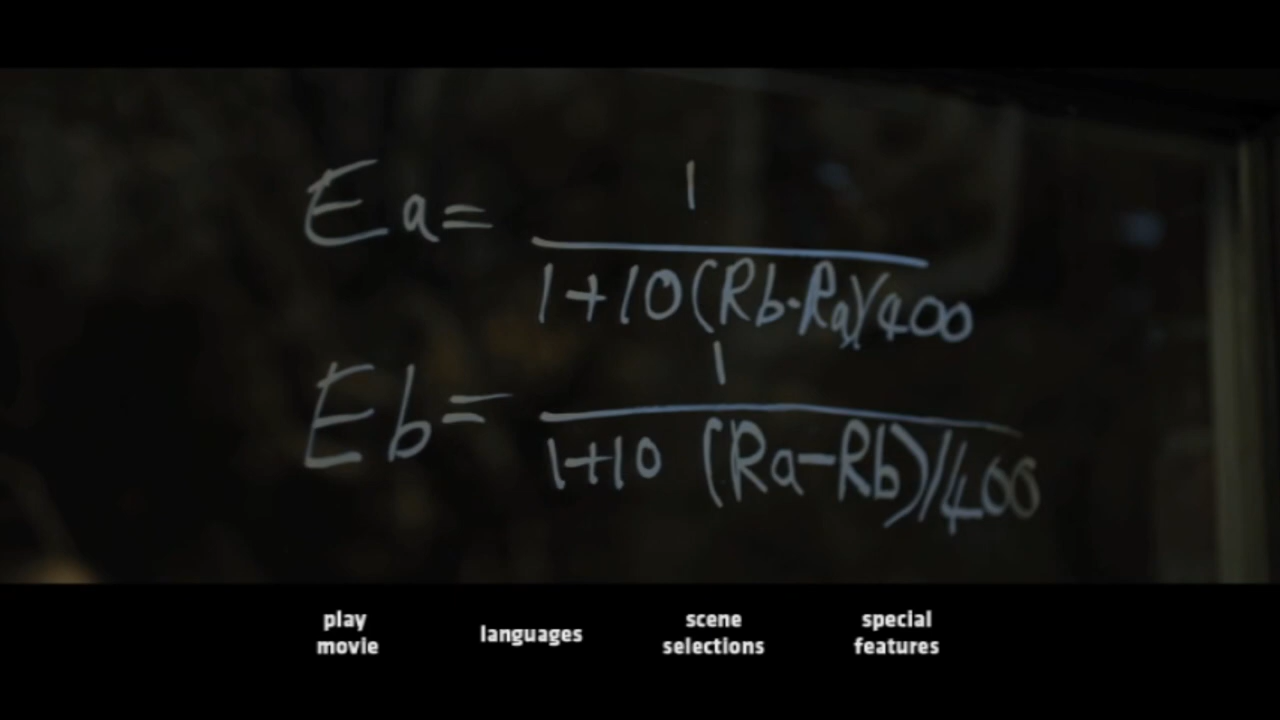 1
Ea=
1+10(Rb-Ra)/400
1
Eb=
1+10 (Ra-Rb)/400
play movie
languages
scene selections
special features